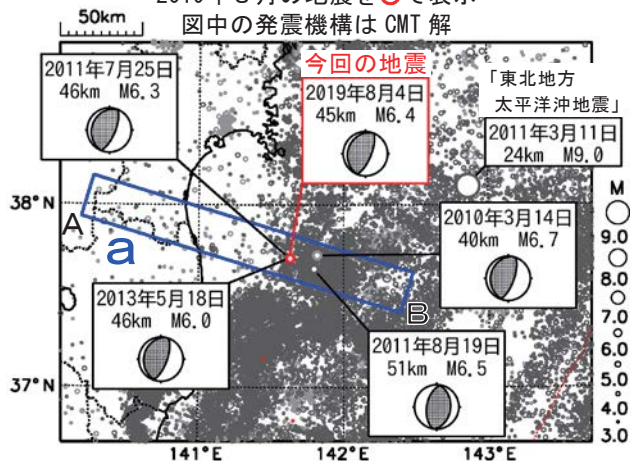 図中の発震機構は CMT 解
50km
今回の地震
2011年7月25日
46km M6.3
2019年8月4日
45km M6.4
「東北地方
太平洋沖地震」
2011年3月11日
24km M9.0
M
9.0
8.0
7.0
6.0
5.0
4.0
3.0
38°N
A
a
2010年3月14日
40km M6.7
2013年5月18日
46km M6.0
B
2011年8月19日
51km M6.5
37°N
141°E
142°E
143°E